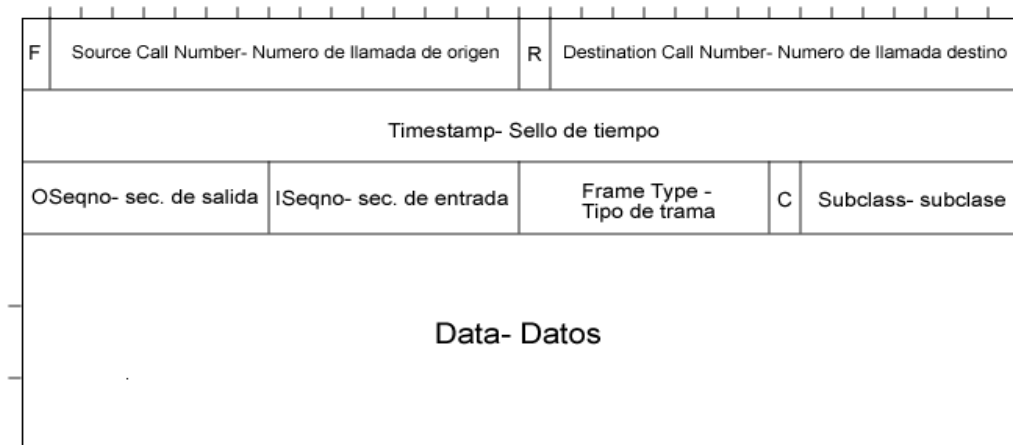 F
Source Call Number- Numero de llamada de origen
R
Destination Call Number- Numero de llamada destino
Timestamp- Sello de tiempo
OSeqno- sec. de salida
ISeqno- sec. de entrada
Frame Type -
Tipo de trama
C
Subclass- subclase
Data- Datos